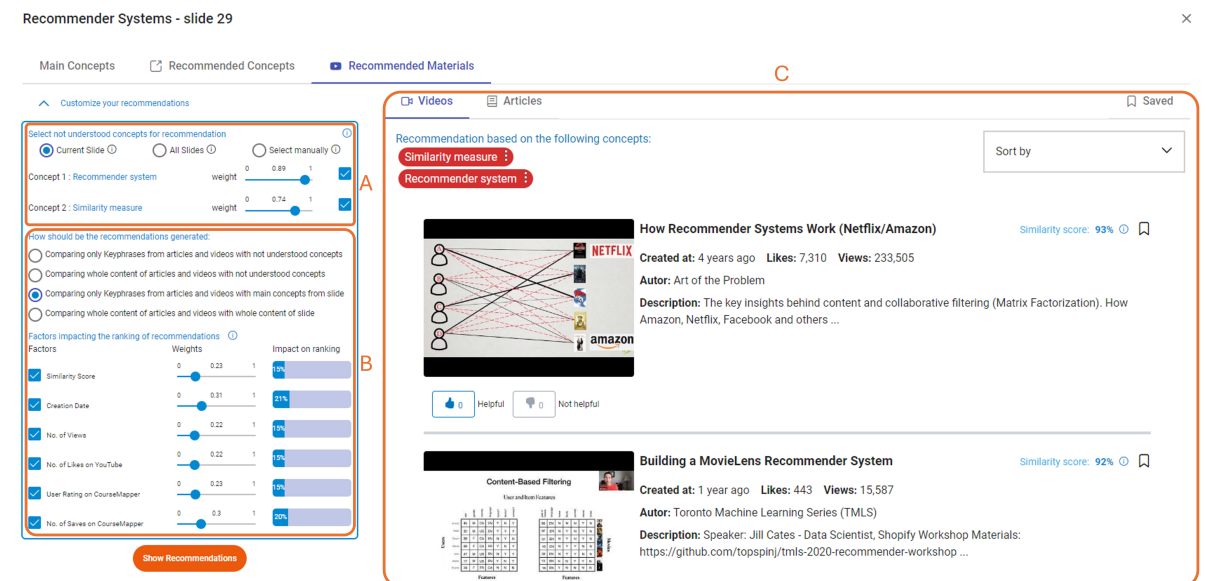 Recommender Systems - slide 29
Main Concepts
Recommended Concepts
Recommended Materials
Customize your recommendations
A
Select not understood concepts for recommendation
Current Slide
All Slides
Select manually
Concept 1 : Recommender system weight 0 0.89 1
Concept 2 : Similarity measure weight 0 0.74 1
B
How should be the recommendations generated:
Comparing only Keyphrases from articles and videos with not understood concepts
Comparing whole content of articles and videos with not understood concepts
Comparing only Keyphrases from articles and videos with main concepts from slide
Comparing whole content of articles and videos with whole content of slide
Factors impacting the ranking of recommendations
Factors Weights Impact on ranking
Similarity Score 0 0.23 1 15%
Creation Date 0 0.31 1 21%
No. of Views 0 0.22 1 15%
No. of Likes on YouTube 0 0.22 1 15%
User Rating on CourseMapper 0 0.23 1 15%
No. of Saves on CourseMapper 0 0.3 1 20%
Show Recommendations
C
Videos
Articles
Saved
Recommendation based on the following concepts:
Similarity measure
Recommender system
Sort by
NETFLIX
amazon
How Recommender Systems Work (Netflix/Amazon)
Similarity score: 93%
Created at: 4 years ago Likes: 7,310 Views: 233,505
Autor: Art of the Problem
Description: The key insights behind content and collaborative filtering (Matrix Factorization). How
Amazon, Netflix, Facebook and others ...
0 Helpful
0 Not helpful
Content-Based Filtering
User and Item Features
Users
Movies
Features
Features
Building a MovieLens Recommender System
Similarity score: 92%
Created at: 1 year ago Likes: 443 Views: 15,587
Autor: Toronto Machine Learning Series (TMLS)
Description: Speaker: Jill Cates - Data Scientist, Shopify Workshop Materials:
https://github.com/topspinj/tmls-2020-recommender-workshop ...